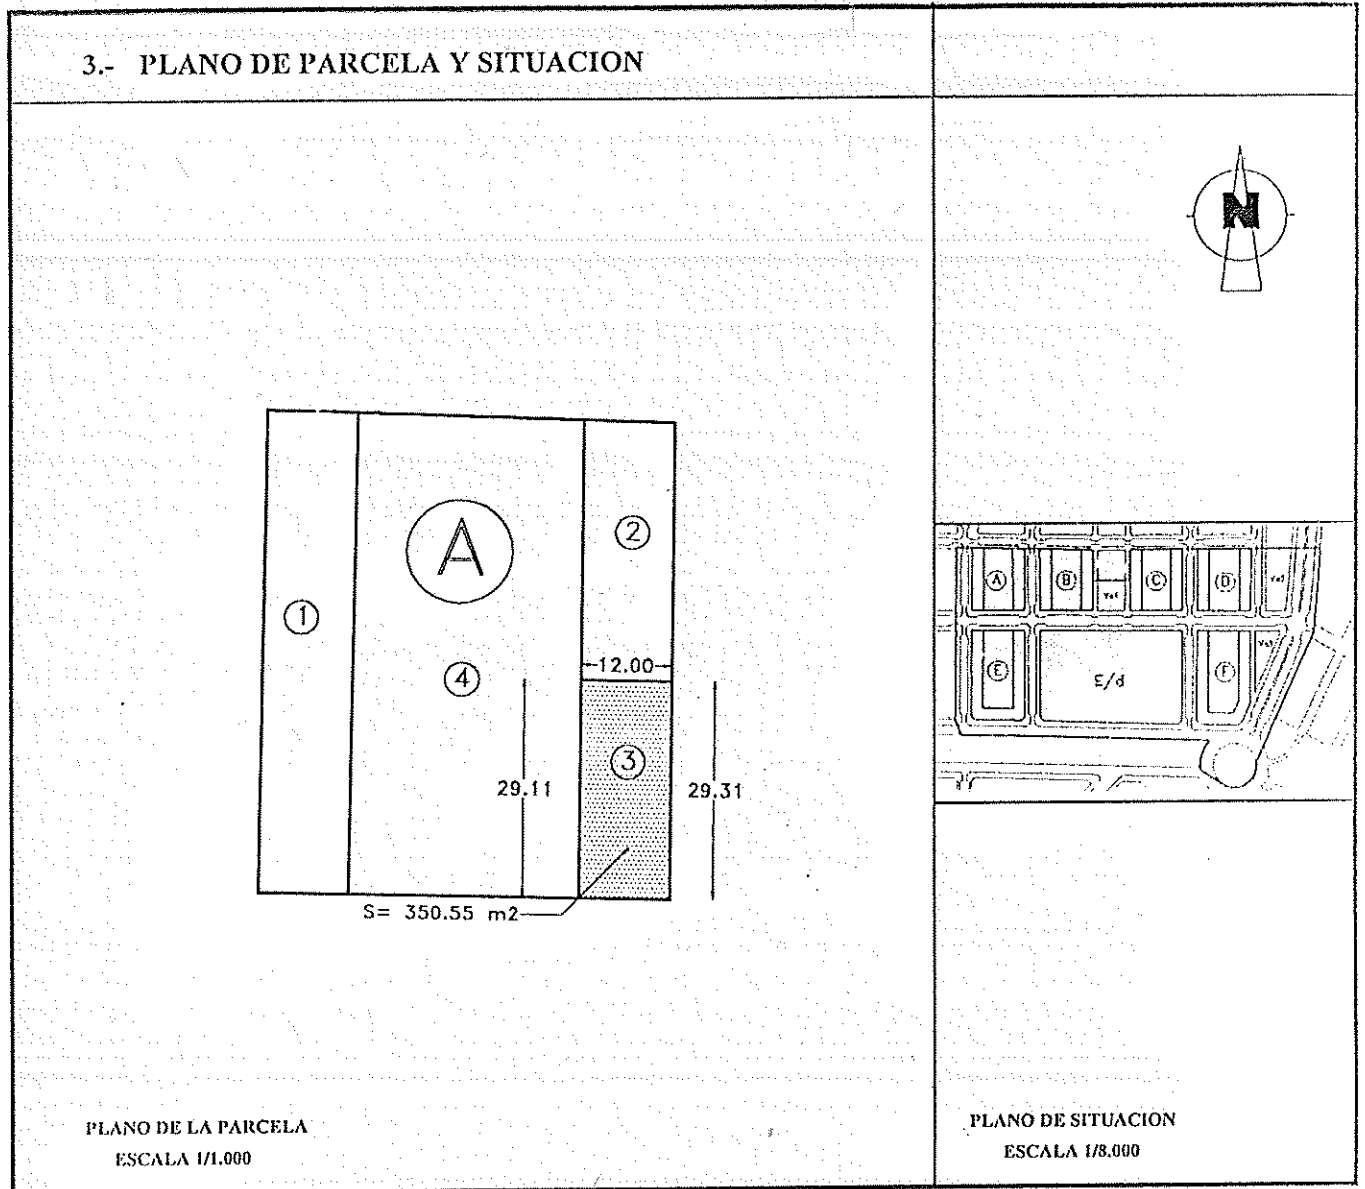 3.- PLANO DE PARCELA Y SITUACION
N
A
1
2
3
4
12.00
29.11
29.31
S= 350.55 m2
A
B
C
D
E
E/d
F
PLANO DE LA PARCELA
ESCALA 1/1.000
PLANO DE SITUACION
ESCALA 1/8.000